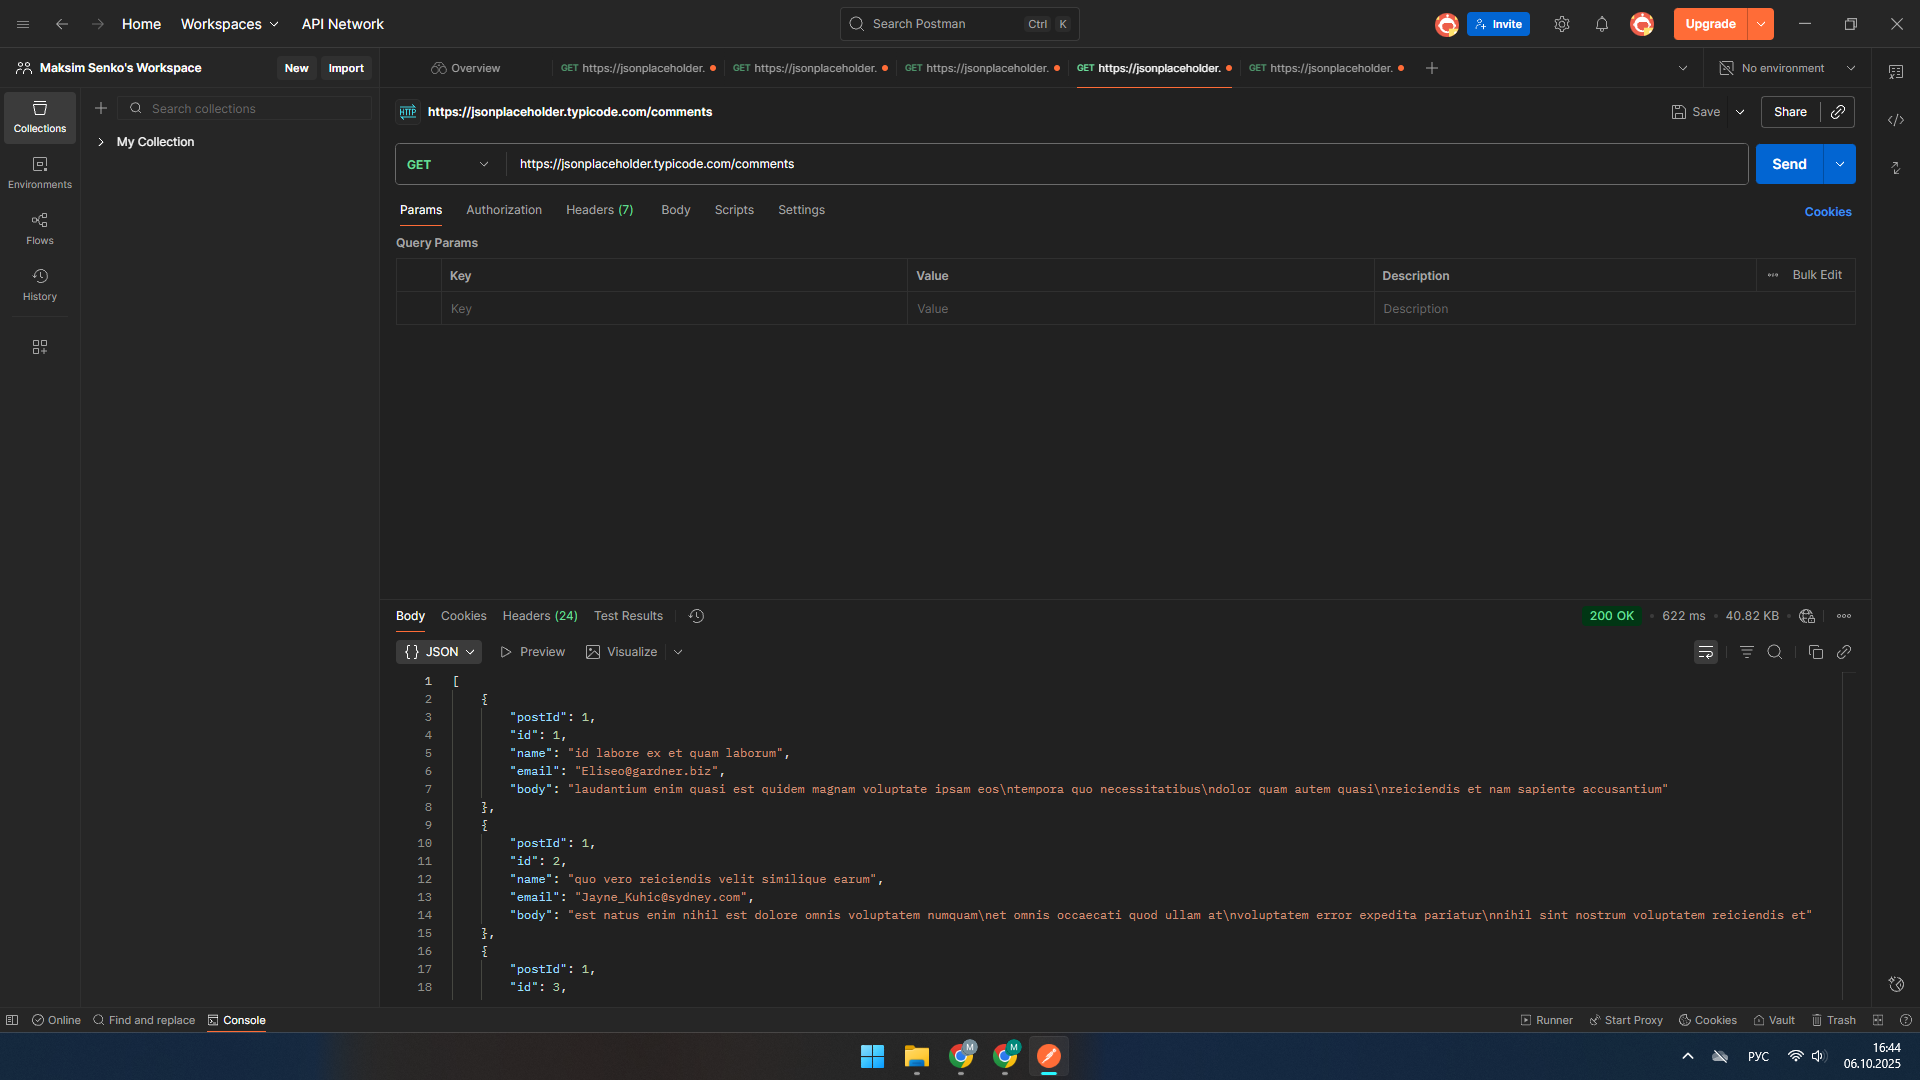 Home Workspaces API Network Search Postman Ctrl K Invite Upgrade
Maksim Senko's Workspace New Import Overview GET https://jsonplaceholder. GET https://jsonplaceholder. GET https://jsonplaceholder. GET https://jsonplaceholder. GET https://jsonplaceholder. No environment
Collections
Search collections
My Collection
Environments
Flows
History
HTTP https://jsonplaceholder.typicode.com/comments Save Share
GET https://jsonplaceholder.typicode.com/comments Send
Params Authorization Headers (7) Body Scripts Settings Cookies
Query Params
Key Value Description Bulk Edit
Key Value Description
Body Cookies Headers (24) Test Results 200 OK 622 ms 40.82 KB
{} JSON Preview Visualize
1 [
2 {
3 "postId": 1,
4 "id": 1,
5 "name": "id labore ex et quam laborum",
6 "email": "Eliseo@gardner.biz",
7 "body": "laudantium enim quasi est quidem magnam voluptate ipsam eos\ntempora quo necessitatibus\ndolor quam autem quasi\nreiciendis et nam sapiente accusantium"
8 },
9 {
10 "postId": 1,
11 "id": 2,
12 "name": "quo vero reiciendis velit similique earum",
13 "email": "Jayne_Kuhic@sydney.com",
14 "body": "est natus enim nihil est dolore omnis voluptatem numquam\net omnis occaecati quod ullam at\nvoluptatem error expedita pariatur\nnihil sint nostrum voluptatem reiciendis et"
15 },
16 {
17 "postId": 1,
18 "id": 3,
Online Find and replace Console Runner Start Proxy Cookies Vault Trash
M M РУС 16:44
06.10.2025